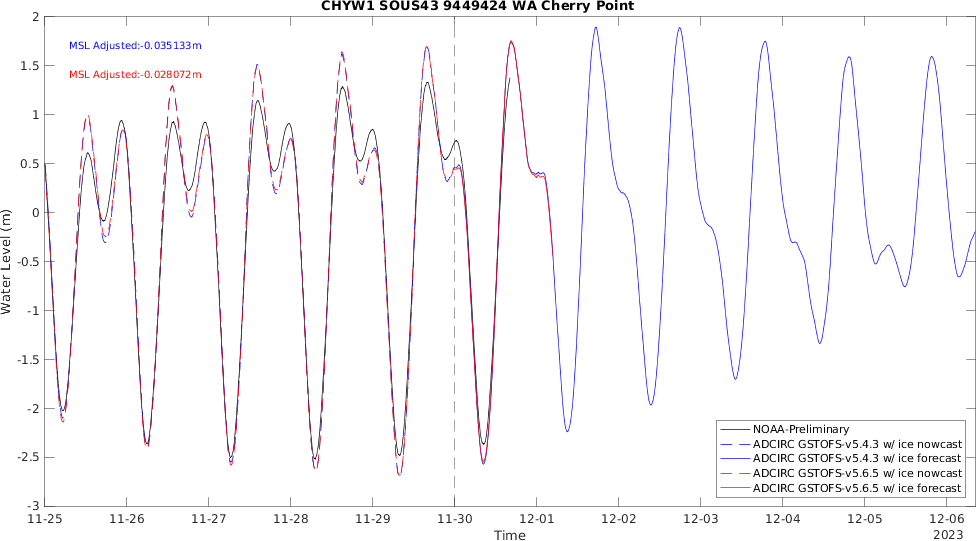 CHYW1 SOUS43 9449424 WA Cherry Point
MSL Adjusted:-0.035133m
MSL Adjusted:-0.028072m
Water Level (m)
2
1.5
1
0.5
0
-0.5
-1
-1.5
-2
-2.5
-3
NOAA-Preliminary
ADCIRC GSTOFS-v5.4.3 w/ ice nowcast
ADCIRC GSTOFS-v5.4.3 w/ ice forecast
ADCIRC GSTOFS-v5.6.5 w/ ice nowcast
ADCIRC GSTOFS-v5.6.5 w/ ice forecast
11-25 11-26 11-27 11-28 11-29 11-30 12-01 12-02 12-03 12-04 12-05 12-06
Time
2023